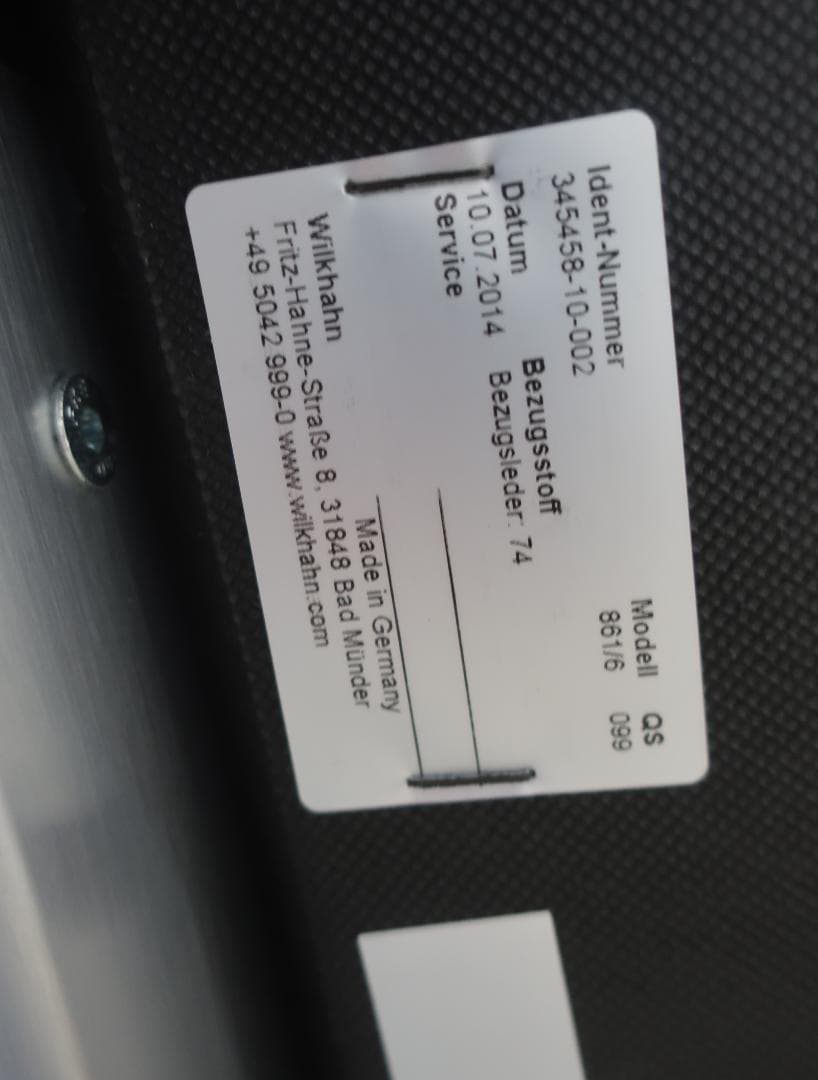 Ident-Nummer Modell QS
345458-10-002 861/6 099
Datum Bezugsstoff
10.07.2014 Bezugsleder: 74
Service
Made in Germany
Wilkhahn
Fritz-Hahne-Straße 8, 31848 Bad Münder
+49 5042 999-0 www.wilkhahn.com